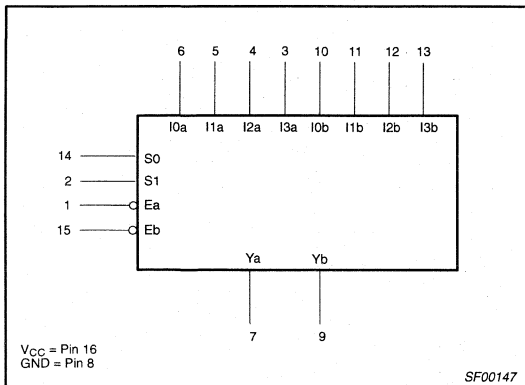 6 5 4 3 10 11 12 13
I0a I1a I2a I3a I0b I1b I2b I3b
14 S0
2 S1
1 Ea
15 Eb
Ya Yb
7 9
VCC = Pin 16
GND = Pin 8
SF00147